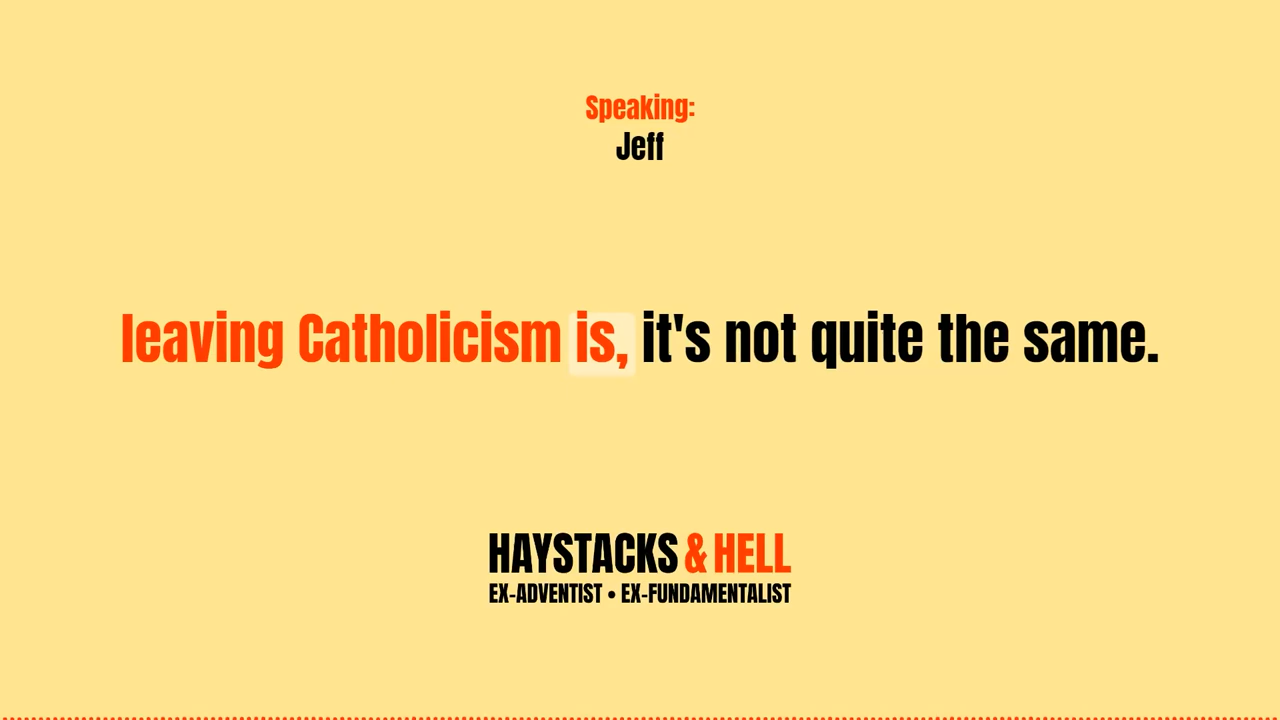 Speaking:
Jeff
leaving Catholicism is, it's not quite the same.
HAYSTACKS & HELL
EX-ADVENTIST • EX-FUNDAMENTALIST